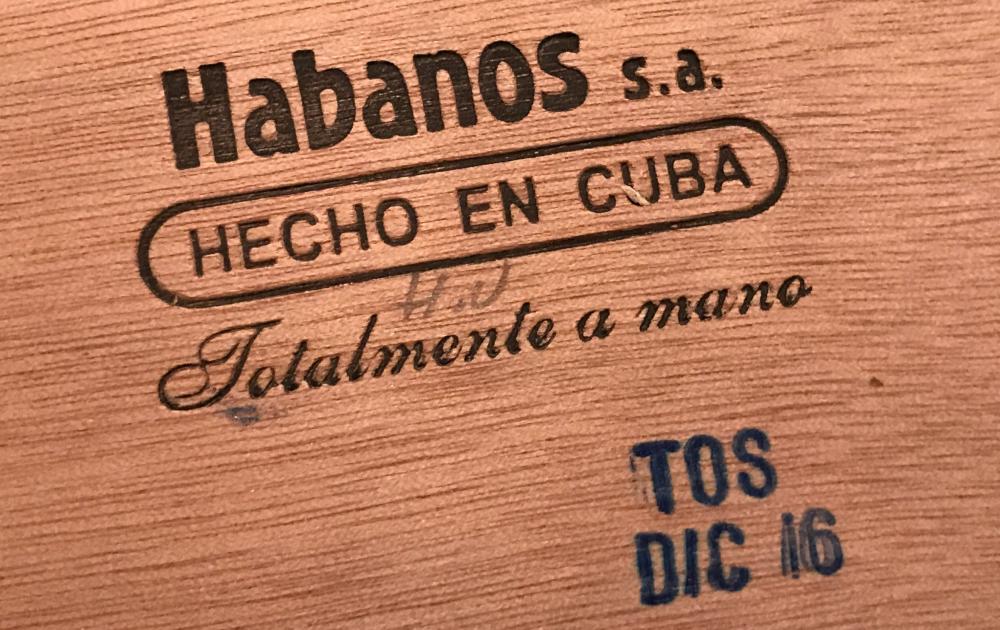 Habanos s.a.
HECHO EN CUBA
Totalmente a mano
TOS
DIC 16